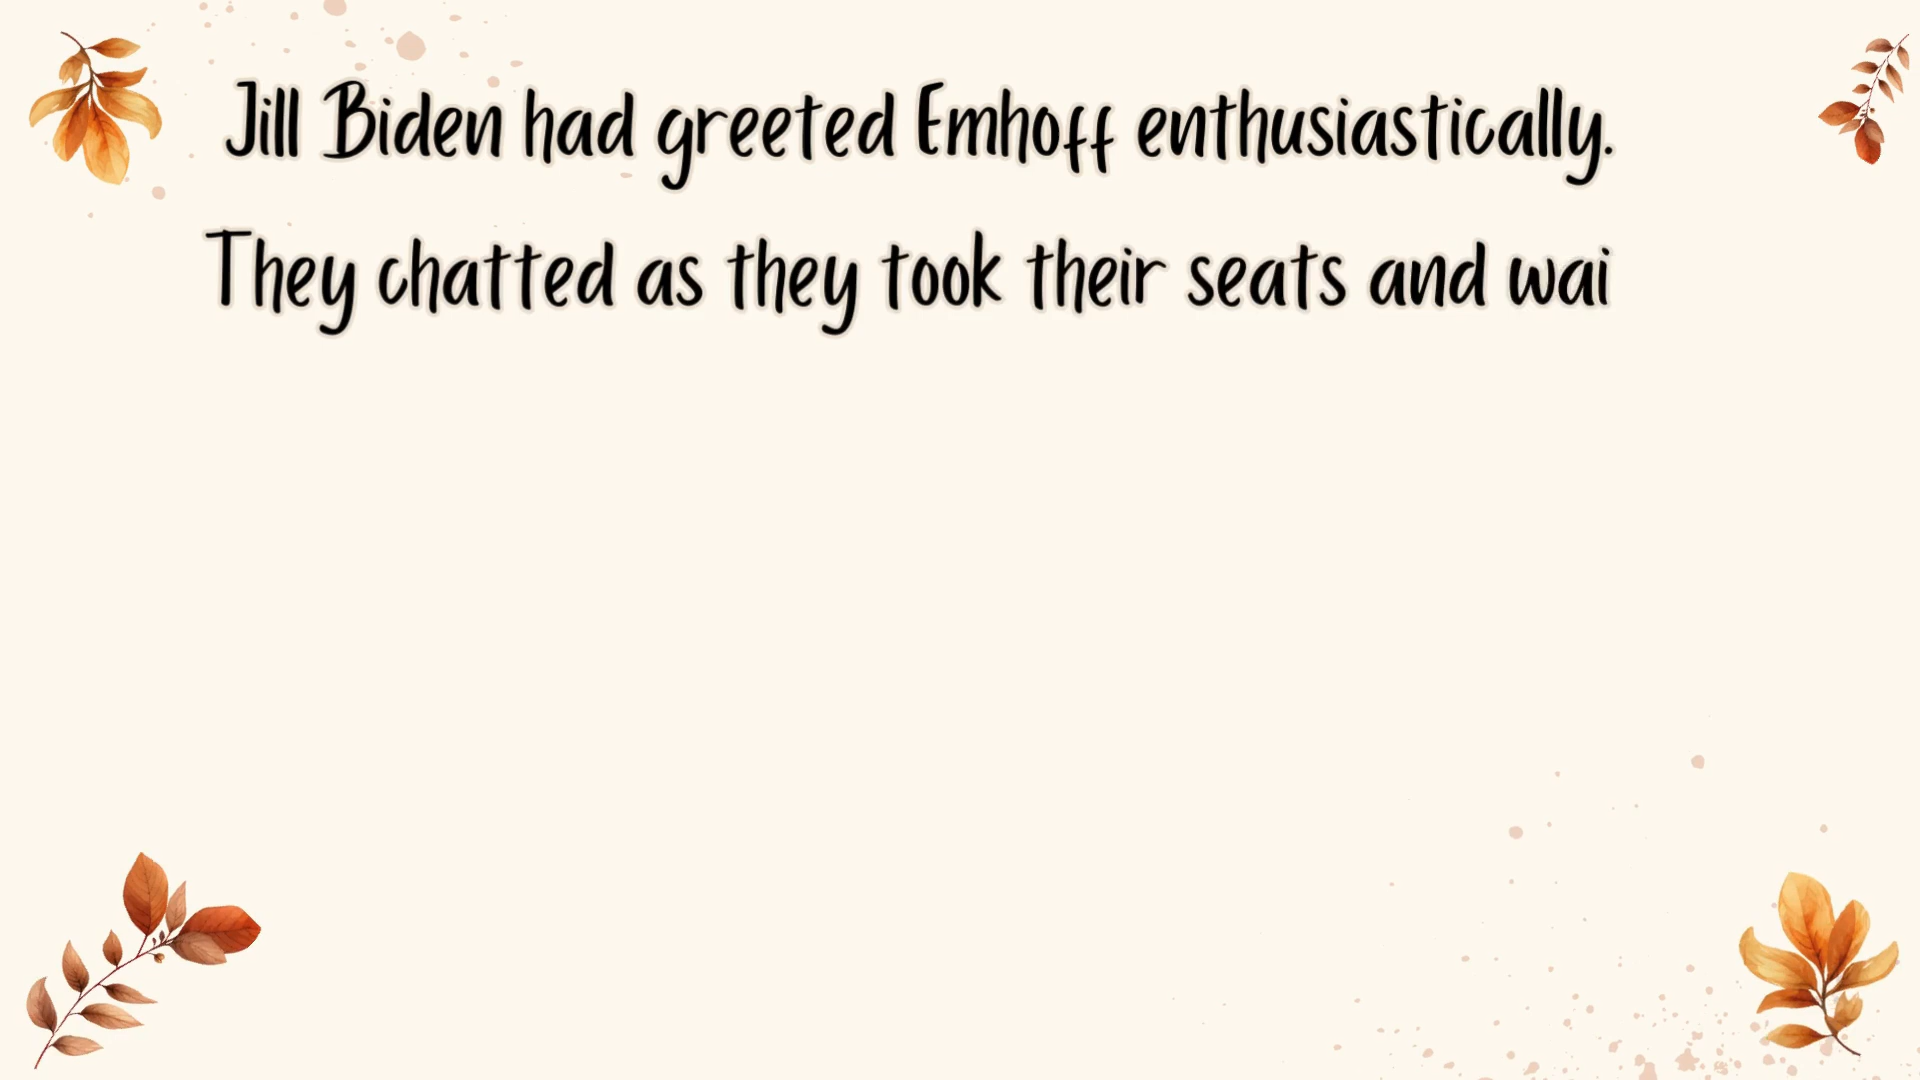 Jill Biden had greeted Emhoff enthusiastically.
They chatted as they took their seats and wai